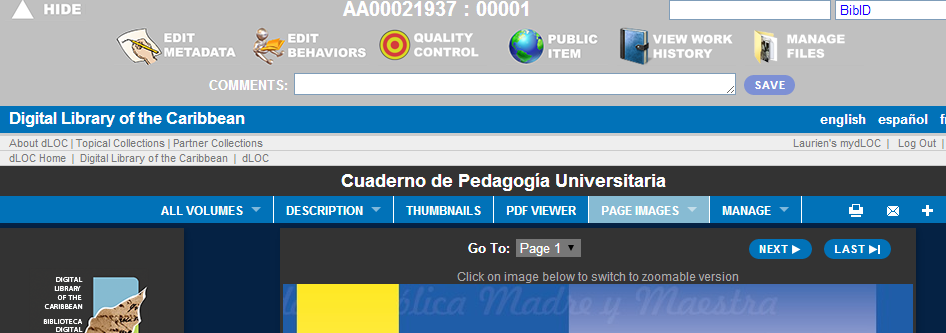 HIDE
AA00021937 : 00001
BibID
EDIT METADATA
EDIT BEHAVIORS
QUALITY CONTROL
PUBLIC ITEM
VIEW WORK HISTORY
MANAGE FILES
COMMENTS:
SAVE
Digital Library of the Caribbean
english español
About dLOC | Topical Collections | Partner Collections
Laurien's mydLOC | Log Out |
dLOC Home | Digital Library of the Caribbean | dLOC
Cuaderno de Pedagogía Universitaria
ALL VOLUMES DESCRIPTION THUMBNAILS PDF VIEWER PAGE IMAGES MANAGE
Go To: Page 1
NEXT
LAST
Click on image below to switch to zoomable version
Madre y Maestra
DIGITAL
LIBRARY
OF THE
CARIBBEAN
BIBLIOTECA
DIGITAL